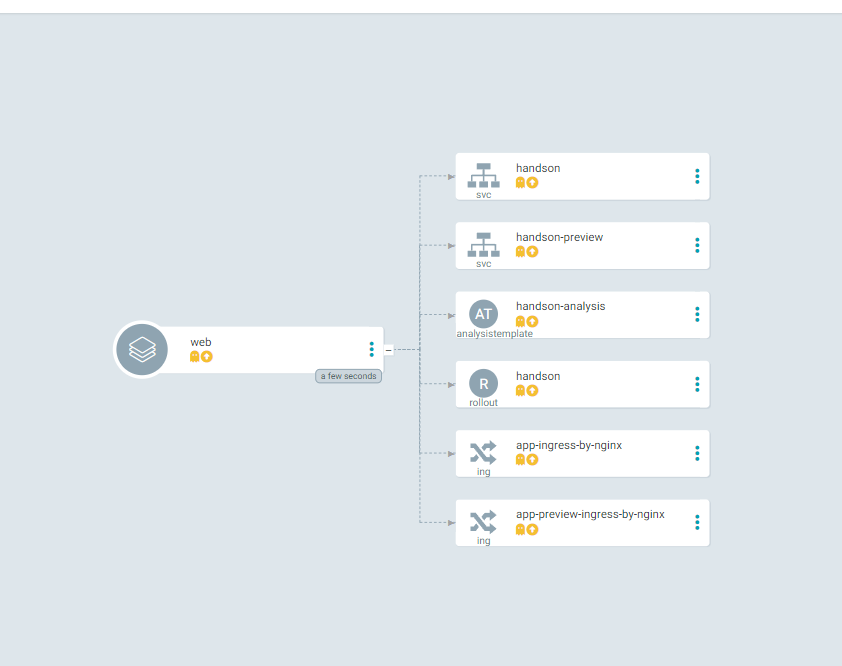 handson
svc
handson-preview
svc
AT
handson-analysis
analysistemplate
web
a few seconds
R
handson
rollout
app-ingress-by-nginx
ing
app-preview-ingress-by-nginx
ing